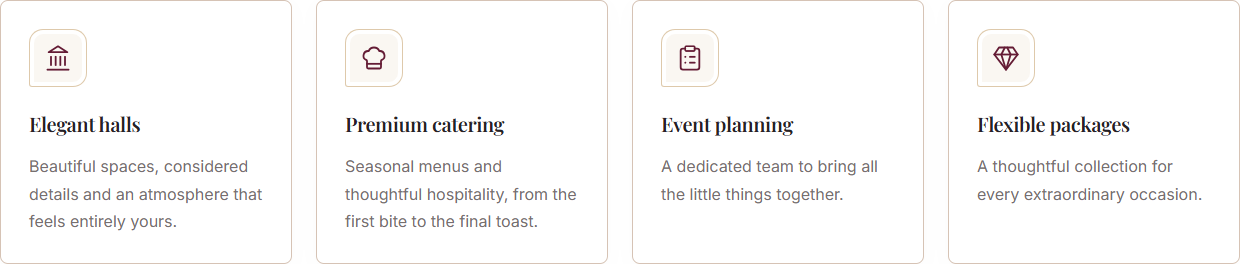 Elegant halls
Beautiful spaces, considered
details and an atmosphere that
feels entirely yours.
Premium catering
Seasonal menus and
thoughtful hospitality, from the
first bite to the final toast.
Event planning
A dedicated team to bring all
the little things together.
Flexible packages
A thoughtful collection for
every extraordinary occasion.